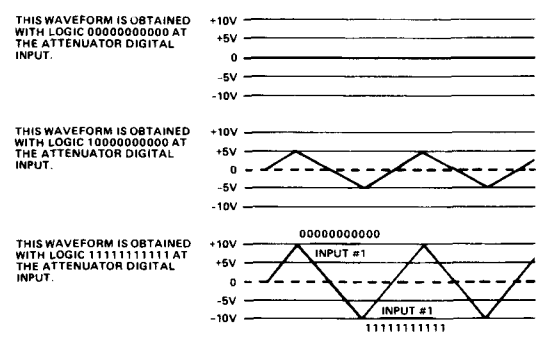 THIS WAVEFORM IS OBTAINED
WITH LOGIC 00000000000 AT
THE ATTENUATOR DIGITAL
INPUT.
+10V
+5V
0
-5V
-10V
THIS WAVEFORM IS OBTAINED
WITH LOGIC 10000000000 AT
THE ATTENUATOR DIGITAL
INPUT.
+10V
+5V
0
-5V
-10V
THIS WAVEFORM IS OBTAINED
WITH LOGIC 11111111111 AT
THE ATTENUATOR DIGITAL
INPUT.
00000000000
+10V
INPUT #1
+5V
0
-5V
INPUT #1
-10V
11111111111